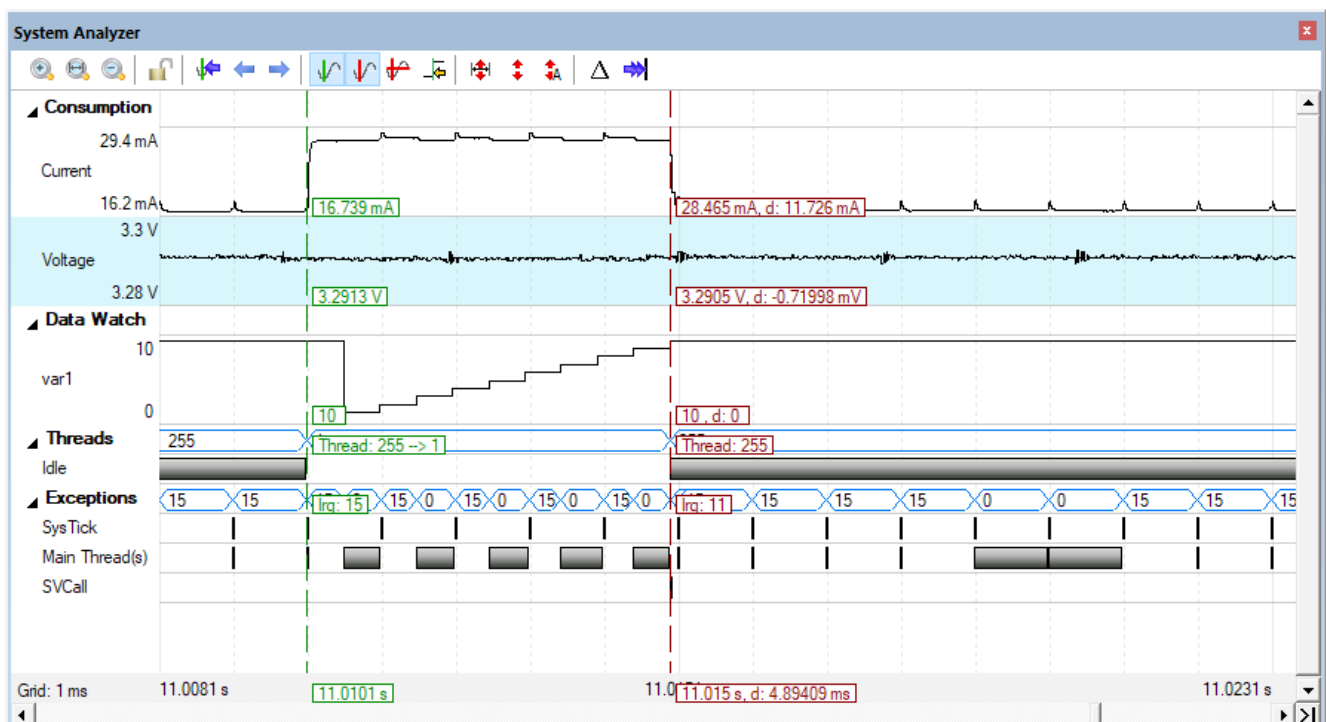 System Analyzer
Consumption
29.4 mA
Current
16.2 mA
16.739 mA
28.465 mA, d: 11.726 mA
3.3 V
Voltage
3.28 V
3.2913 V
3.2905 V, d: -0.71998 mV
Data Watch
10
var1
0
10
10 , d: 0
Threads
255
Thread: 255 --> 1
Thread: 255
Idle
Exceptions
15 15 Irq: 15 15 0 15 0 15 0 15 0 Irq: 11 15 15 15 0 0 15 15 15
SysTick
Main Thread(s)
SVCall
Grid: 1 ms
11.0081 s
11.0101 s
11.015 s, d: 4.89409 ms
11.0231 s